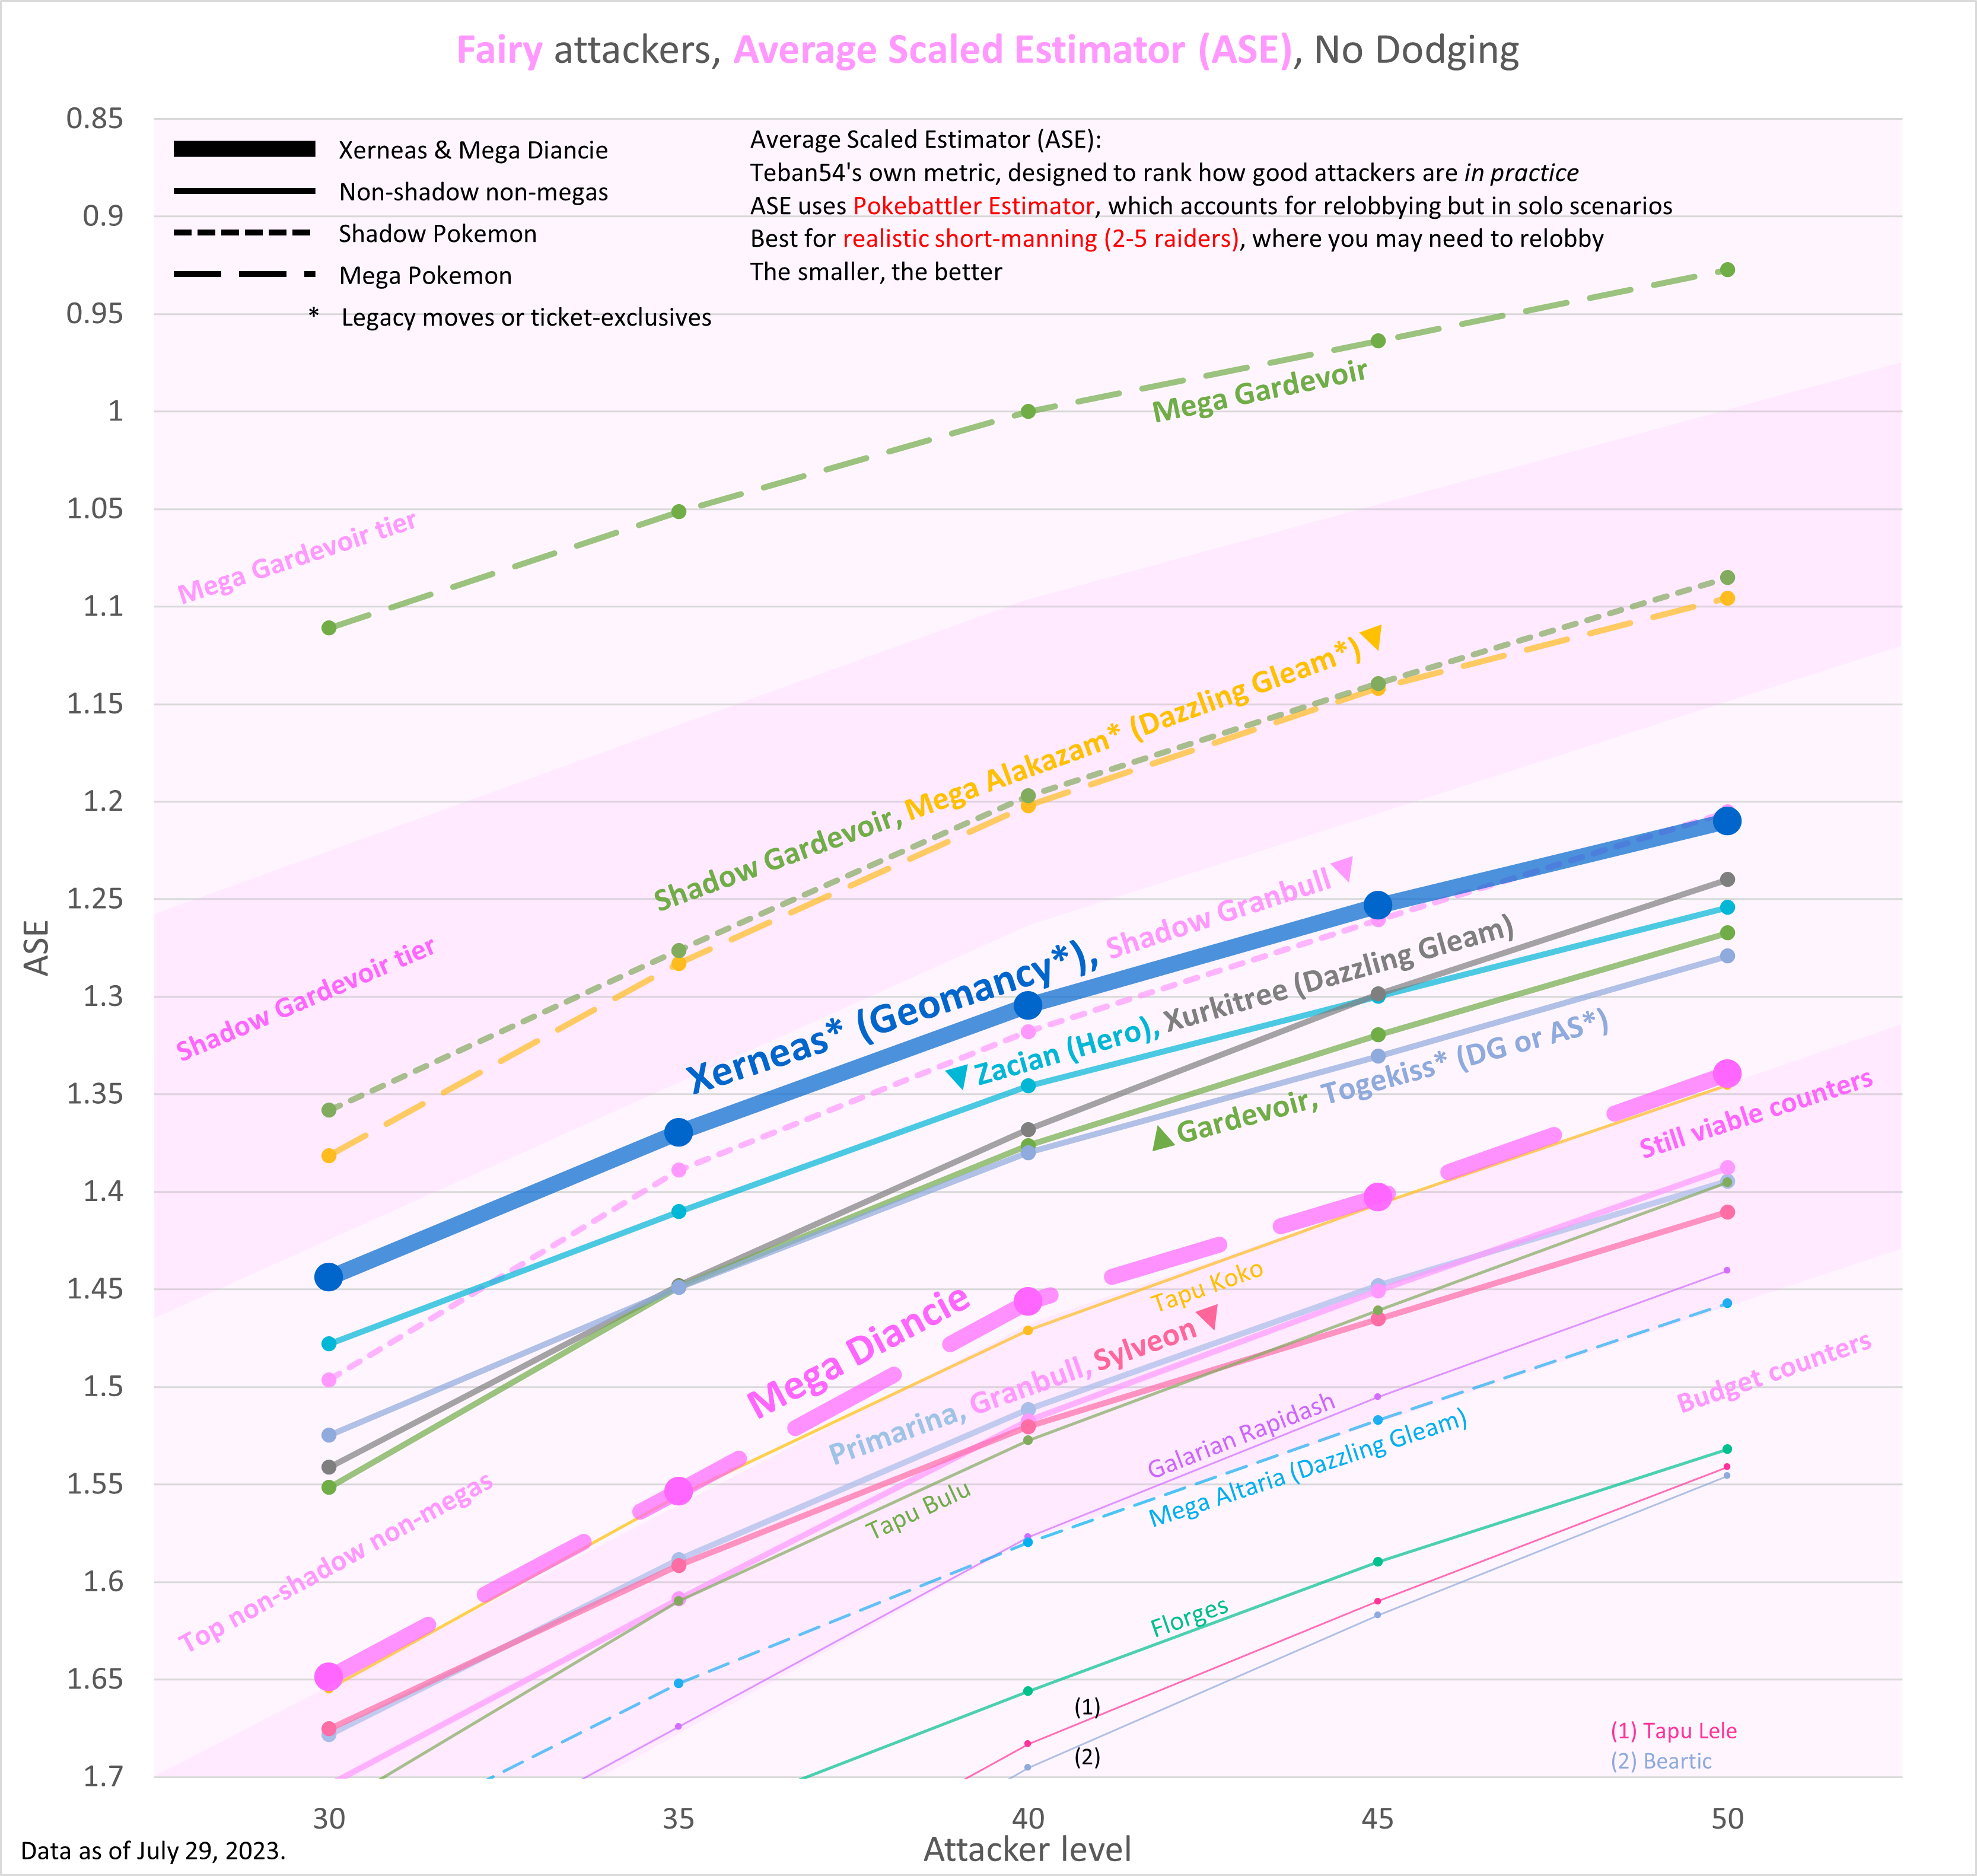 Fairy attackers, Average Scaled Estimator (ASE), No Dodging
Xerneas & Mega Diancie
Non-shadow non-megas
Shadow Pokemon
Mega Pokemon
* Legacy moves or ticket-exclusives
Average Scaled Estimator (ASE):
Teban54's own metric, designed to rank how good attackers are in practice
ASE uses Pokebattler Estimator, which accounts for relobbying but in solo scenarios
Best for realistic short-manning (2-5 raiders), where you may need to relobby
The smaller, the better
0.85
0.9
0.95
1
1.05
1.1
1.15
1.2
1.25
1.3
1.35
1.4
1.45
1.5
1.55
1.6
1.65
1.7
ASE
Mega Gardevoir
Mega Gardevoir tier
Shadow Gardevoir, Mega Alakazam* (Dazzling Gleam*)
Shadow Gardevoir tier
Xerneas* (Geomancy*), Shadow Granbull
Zacian (Hero), Xurkitree (Dazzling Gleam)
Gardevoir, Togekiss* (DG or AS*)
Still viable counters
Mega Diancie
Tapu Koko
Primarina, Granbull, Sylveon
Top non-shadow non-megas
Tapu Bulu
Galarian Rapidash
Mega Altaria (Dazzling Gleam)
Budget counters
Florges
(1)
(2)
(1) Tapu Lele
(2) Beartic
30
35
40
45
50
Attacker level
Data as of July 29, 2023.